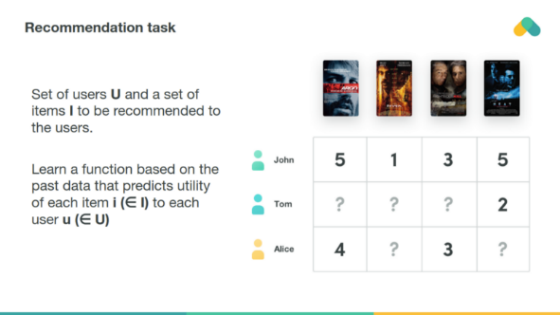 Recommendation task
Set of users U and a set of
items I to be recommended to
the users.
Learn a function based on the
past data that predicts utility
of each item i (∈ I) to each
user u (∈ U)
John 5 1 3 5
Tom ? ? ? 2
Alice 4 ? 3 ?